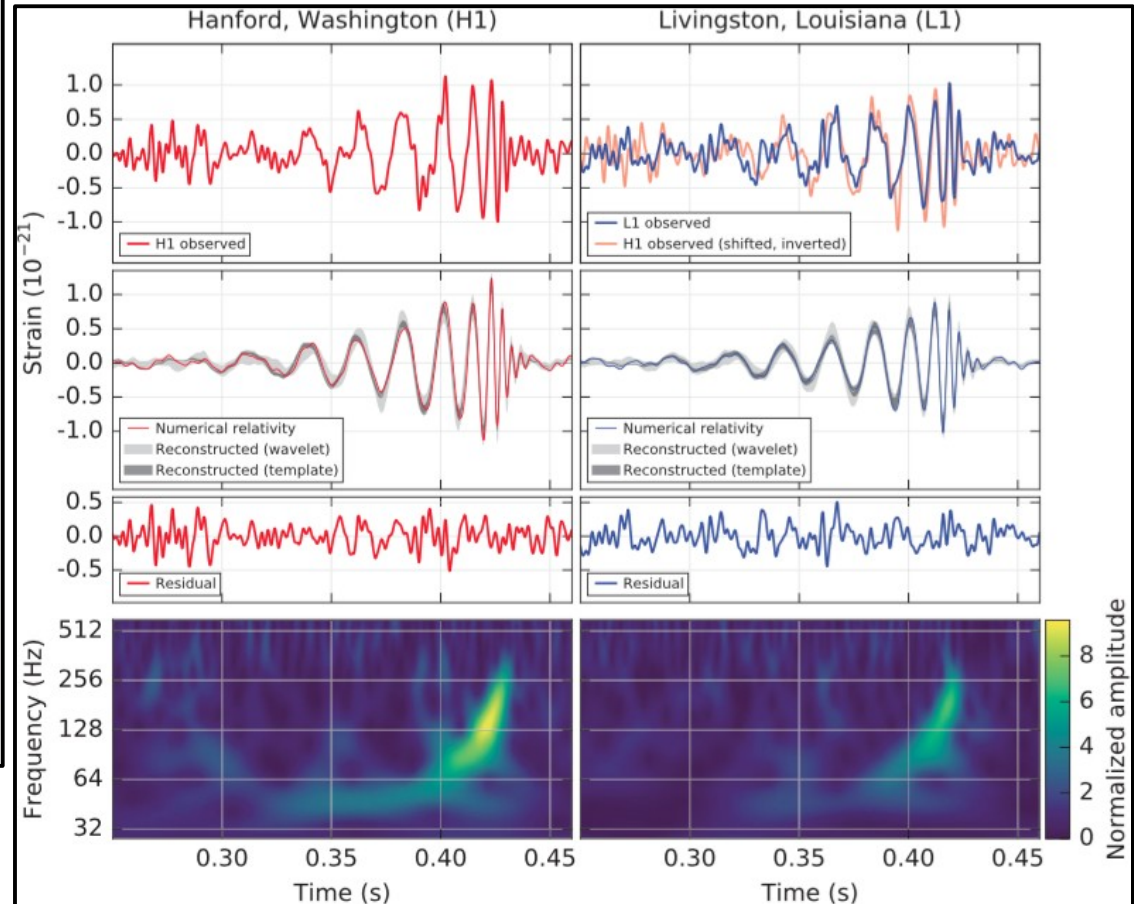 Hanford, Washington (H1)
Livingston, Louisiana (L1)
Strain (10⁻²¹)
1.0
0.5
0.0
-0.5
-1.0
H1 observed
L1 observed
H1 observed (shifted, inverted)
1.0
0.5
0.0
-0.5
-1.0
Numerical relativity
Reconstructed (wavelet)
Reconstructed (template)
Numerical relativity
Reconstructed (wavelet)
Reconstructed (template)
0.5
0.0
-0.5
Residual
Residual
Frequency (Hz)
512
256
128
64
32
Normalized amplitude
8
6
4
2
0
0.30
0.35
0.40
0.45
0.30
0.35
0.40
0.45
Time (s)
Time (s)